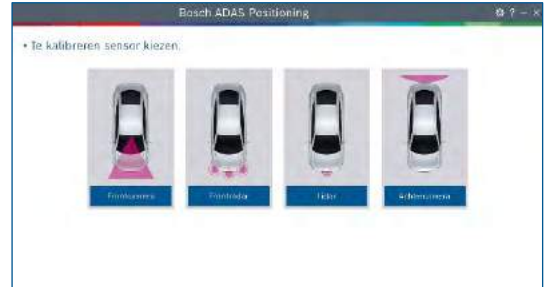 Bosch ADAS Positioning
? - ×
• Te kalibreren sensor kiezen.
Frontcamera
Frontradar
Lidar
Achtercamera